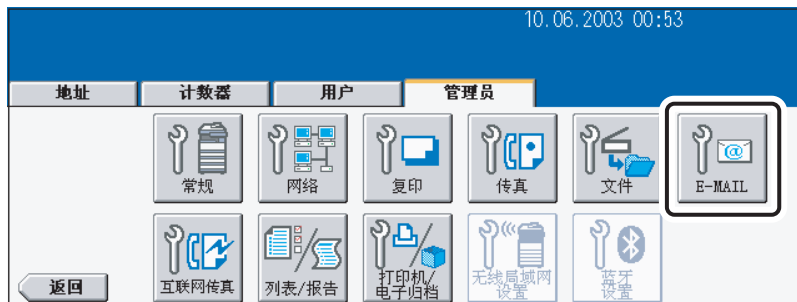 10.06.2003 00:53
地址 计数器 用户 管理员
常规 网络 复印 传真 文件 E-MAIL
互联网传真 列表/报告 打印机/
电子归档 无线局域网
设置 蓝牙
设置
返回